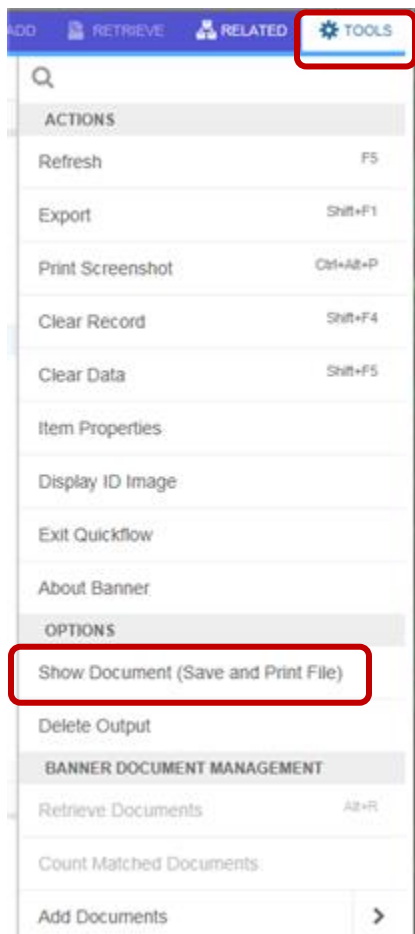 ADD RETRIEVE RELATED TOOLS
ACTIONS
Refresh F5
Export Shift+F1
Print Screenshot Ctrl+Alt+P
Clear Record Shift+F4
Clear Data Shift+F5
Item Properties
Display ID Image
Exit Quickflow
About Banner
OPTIONS
Show Document (Save and Print File)
Delete Output
BANNER DOCUMENT MANAGEMENT
Retrieve Documents Alt+R
Count Matched Documents
Add Documents